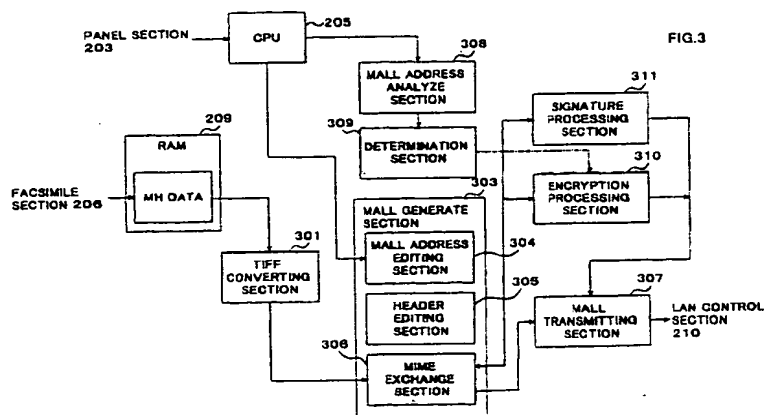 FIG.3
PANEL SECTION 203
CPU
205
308
MALL ADDRESS ANALYZE SECTION
309
DETERMINATION SECTION
311
SIGNATURE PROCESSING SECTION
310
ENCRYPTION PROCESSING SECTION
209
RAM
FACSIMILE SECTION 206
MH DATA
301
TIFF CONVERTING SECTION
303
MALL GENERATE SECTION
304
MALL ADDRESS EDITING SECTION
305
HEADER EDITING SECTION
306
MIME EXCHANGE SECTION
307
MALL TRANSMITTING SECTION
LAN CONTROL SECTION 210